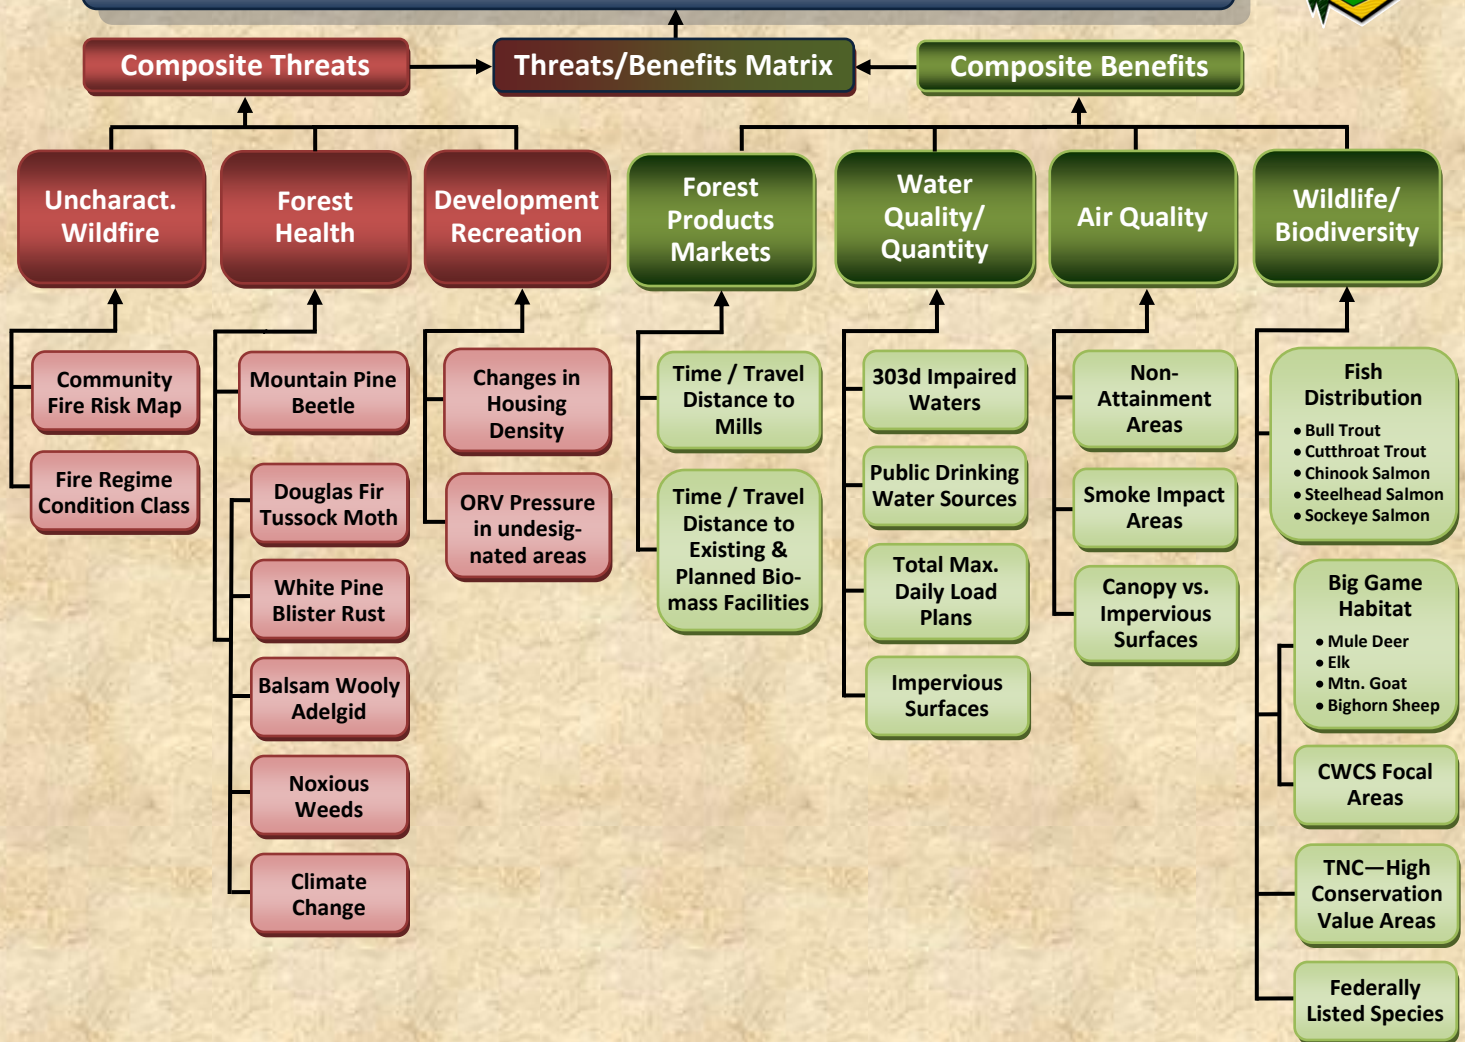 Composite Threats
Threats/Benefits Matrix
Composite Benefits
Uncharact.
Wildfire
Forest
Health
Development
Recreation
Forest
Products
Markets
Water
Quality/
Quantity
Air Quality
Wildlife/
Biodiversity
Community
Fire Risk Map
Fire Regime
Condition Class
Mountain Pine
Beetle
Douglas Fir
Tussock Moth
White Pine
Blister Rust
Balsam Wooly
Adelgid
Noxious
Weeds
Climate
Change
Changes in
Housing
Density
ORV Pressure
in undesig-
nated areas
Time / Travel
Distance to
Mills
Time / Travel
Distance to
Existing &
Planned Bio-
mass Facilities
303d Impaired
Waters
Public Drinking
Water Sources
Total Max.
Daily Load
Plans
Impervious
Surfaces
Non-
Attainment
Areas
Smoke Impact
Areas
Canopy vs.
Impervious
Surfaces
Fish
Distribution
• Bull Trout
• Cutthroat Trout
• Chinook Salmon
• Steelhead Salmon
• Sockeye Salmon
Big Game
Habitat
• Mule Deer
• Elk
• Mtn. Goat
• Bighorn Sheep
CWCS Focal
Areas
TNC—High
Conservation
Value Areas
Federally
Listed Species